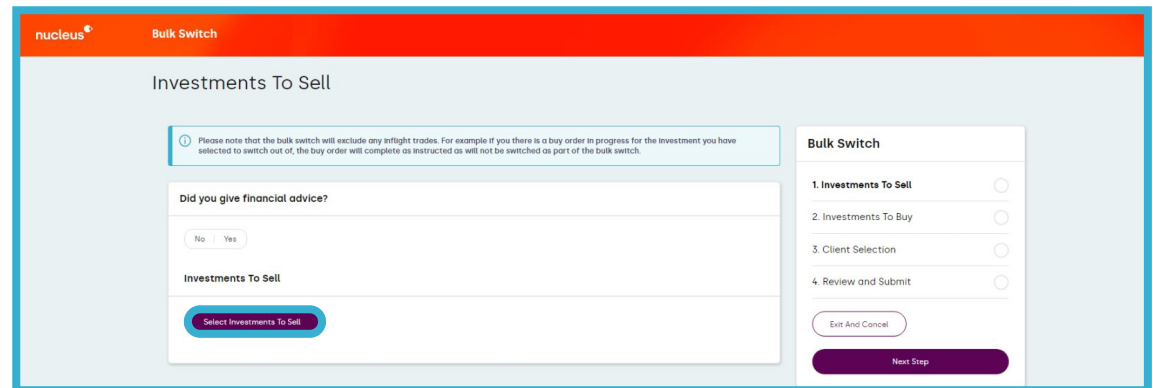 nucleus
Bulk Switch
Investments To Sell
Please note that the bulk switch will exclude any inflight trades. For example if you there is a buy order in progress for the investment you have
selected to switch out of, the buy order will complete as instructed as will not be switched as part of the bulk switch.
Did you give financial advice?
No | Yes
Investments To Sell
Select Investments To Sell
Bulk Switch
1. Investments To Sell
2. Investments To Buy
3. Client Selection
4. Review and Submit
Exit And Cancel
Next Step